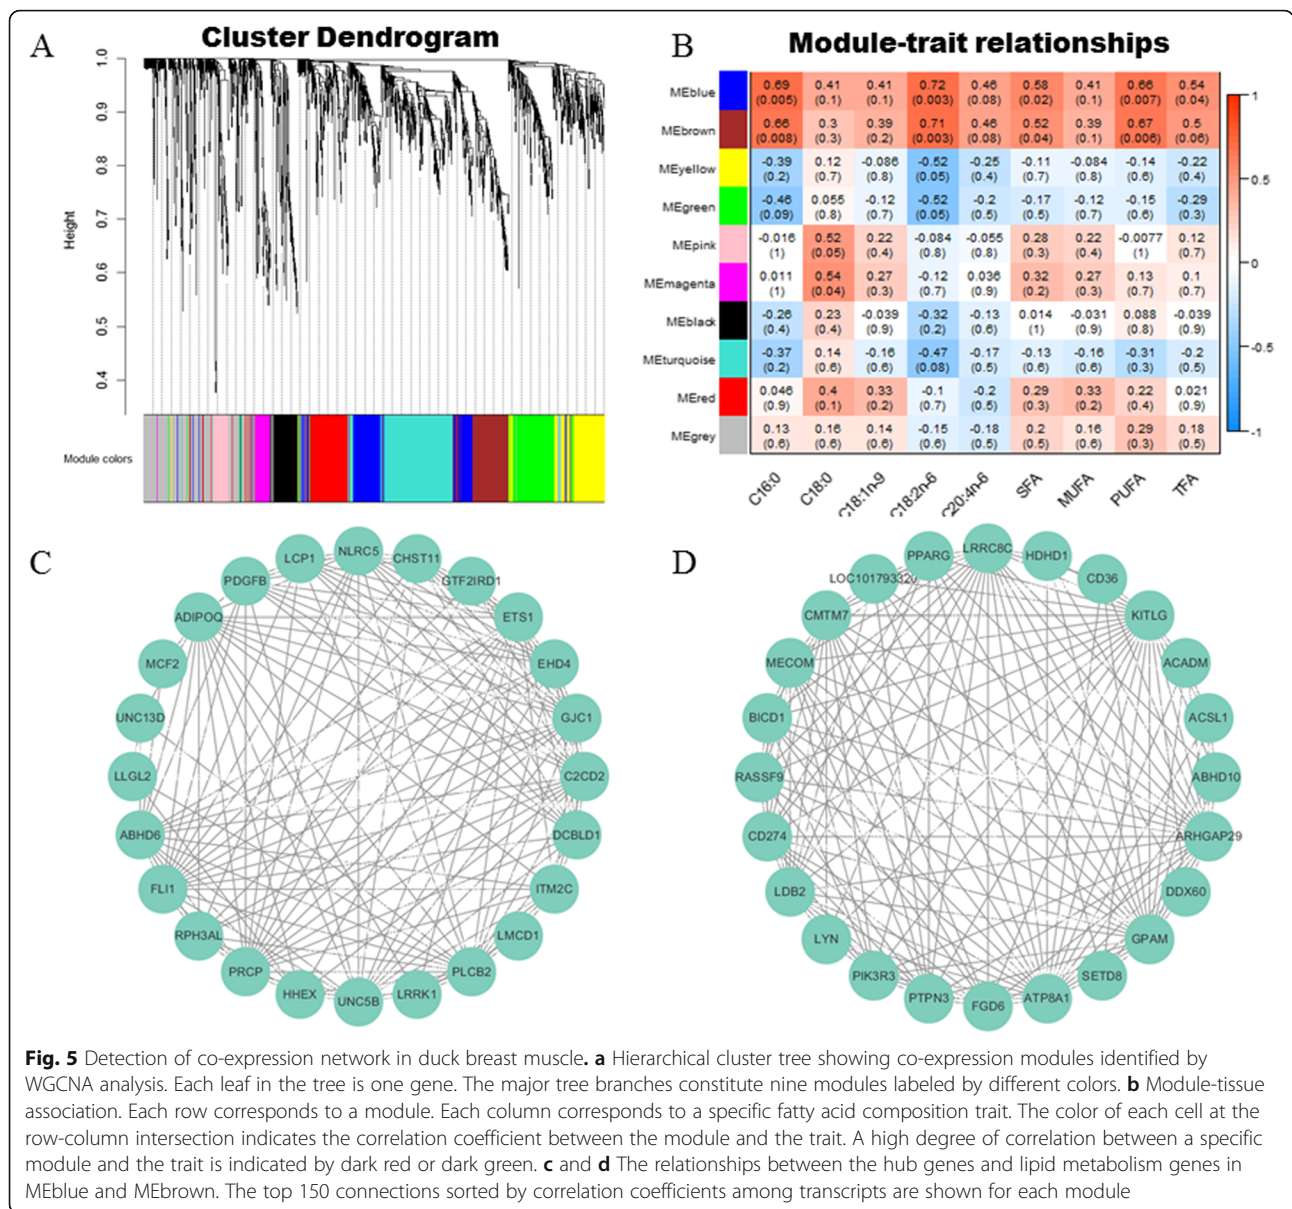 A
Cluster Dendrogram
Height
1.0
0.9
0.8
0.7
0.6
0.5
0.4
Module colors
B
Module-trait relationships
MEblue 0.69 0.41 0.41 0.72 0.46 0.58 0.41 0.66 0.54
(0.005) (0.1) (0.1) (0.003) (0.08) (0.02) (0.1) (0.007) (0.04)
MEbrown 0.66 0.3 0.39 0.71 0.46 0.52 0.39 0.67 0.5
(0.008) (0.3) (0.2) (0.003) (0.08) (0.04) (0.1) (0.006) (0.06)
MEyellow -0.39 0.12 -0.086 -0.52 -0.25 -0.11 -0.084 -0.14 -0.22
(0.2) (0.7) (0.8) (0.05) (0.4) (0.7) (0.8) (0.6) (0.4)
MEgreen -0.46 0.055 -0.12 -0.52 -0.2 -0.17 -0.12 -0.15 -0.29
(0.09) (0.8) (0.7) (0.05) (0.5) (0.5) (0.7) (0.6) (0.3)
MEpink -0.016 0.52 0.22 -0.084 -0.055 0.28 0.22 -0.0077 0.12
(1) (0.05) (0.4) (0.8) (0.8) (0.3) (0.4) (1) (0.7)
MEmagenta 0.011 0.54 0.27 -0.12 0.036 0.32 0.27 0.13 0.1
(1) (0.04) (0.3) (0.7) (0.9) (0.2) (0.3) (0.7) (0.7)
MEblack -0.26 0.23 -0.039 -0.32 -0.13 0.014 -0.031 0.088 -0.039
(0.4) (0.4) (0.9) (0.2) (0.6) (1) (0.9) (0.8) (0.9)
MEturquoise -0.37 0.14 -0.16 -0.47 -0.17 -0.13 -0.16 -0.31 -0.2
(0.2) (0.6) (0.6) (0.08) (0.5) (0.6) (0.6) (0.3) (0.5)
MEred 0.046 0.4 0.33 -0.1 -0.2 0.29 0.33 0.22 0.021
(0.9) (0.1) (0.2) (0.7) (0.5) (0.3) (0.2) (0.4) (0.9)
MEgrey 0.13 0.16 0.14 -0.15 -0.18 0.2 0.16 0.29 0.18
(0.6) (0.6) (0.6) (0.6) (0.5) (0.5) (0.6) (0.3) (0.5)
C16:0 C18:0 C18:1n-9 C18:2n-6 C20:4n-6 SFA MUFA PUFA TFA
1
0.5
0
-0.5
-1
C
NLRC5
CHST11
GTF2IRD1
ETS1
EHD4
GJC1
C2CD2
DCBLD1
ITM2C
LMCD1
PLCB2
LRRK1
UNC5B
HHEX
PRCP
RPH3AL
FLI1
ABHD6
LLGL2
UNC13D
MCF2
ADIPOQ
PDGFB
LCP1
D
LRRC8C
HDHD1
CD36
KITLG
ACADM
ACSL1
ABHD10
ARHGAP29
DDX60
GPAM
SETD8
ATP8A1
FGD6
PTPN3
PIK3R3
LYN
LDB2
CD274
RASSF9
BICD1
MECOM
CMTM7
LOC101793320
PPARG
Fig. 5 Detection of co-expression network in duck breast muscle. a Hierarchical cluster tree showing co-expression modules identified by
WGCNA analysis. Each leaf in the tree is one gene. The major tree branches constitute nine modules labeled by different colors. b Module-tissue
association. Each row corresponds to a module. Each column corresponds to a specific fatty acid composition trait. The color of each cell at the
row-column intersection indicates the correlation coefficient between the module and the trait. A high degree of correlation between a specific
module and the trait is indicated by dark red or dark green. c and d The relationships between the hub genes and lipid metabolism genes in
MEblue and MEbrown. The top 150 connections sorted by correlation coefficients among transcripts are shown for each module